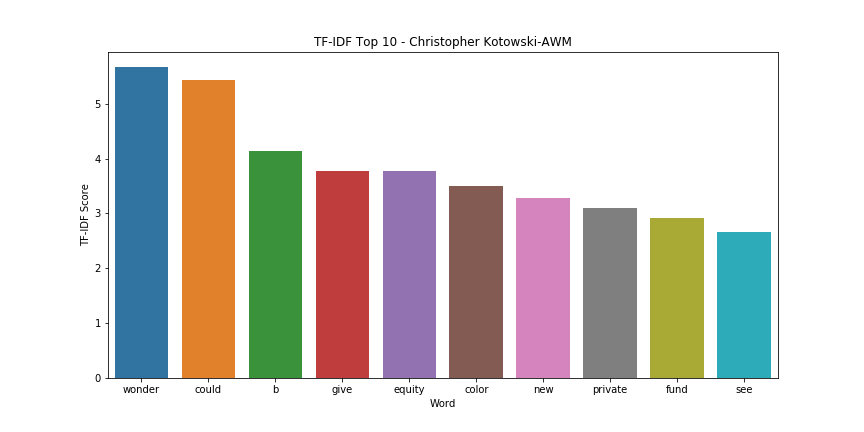 TF-IDF Top 10 - Christopher Kotowski-AWM
TF-IDF Score
5
4
3
2
1
0
wonder could b give equity color new private fund see
Word